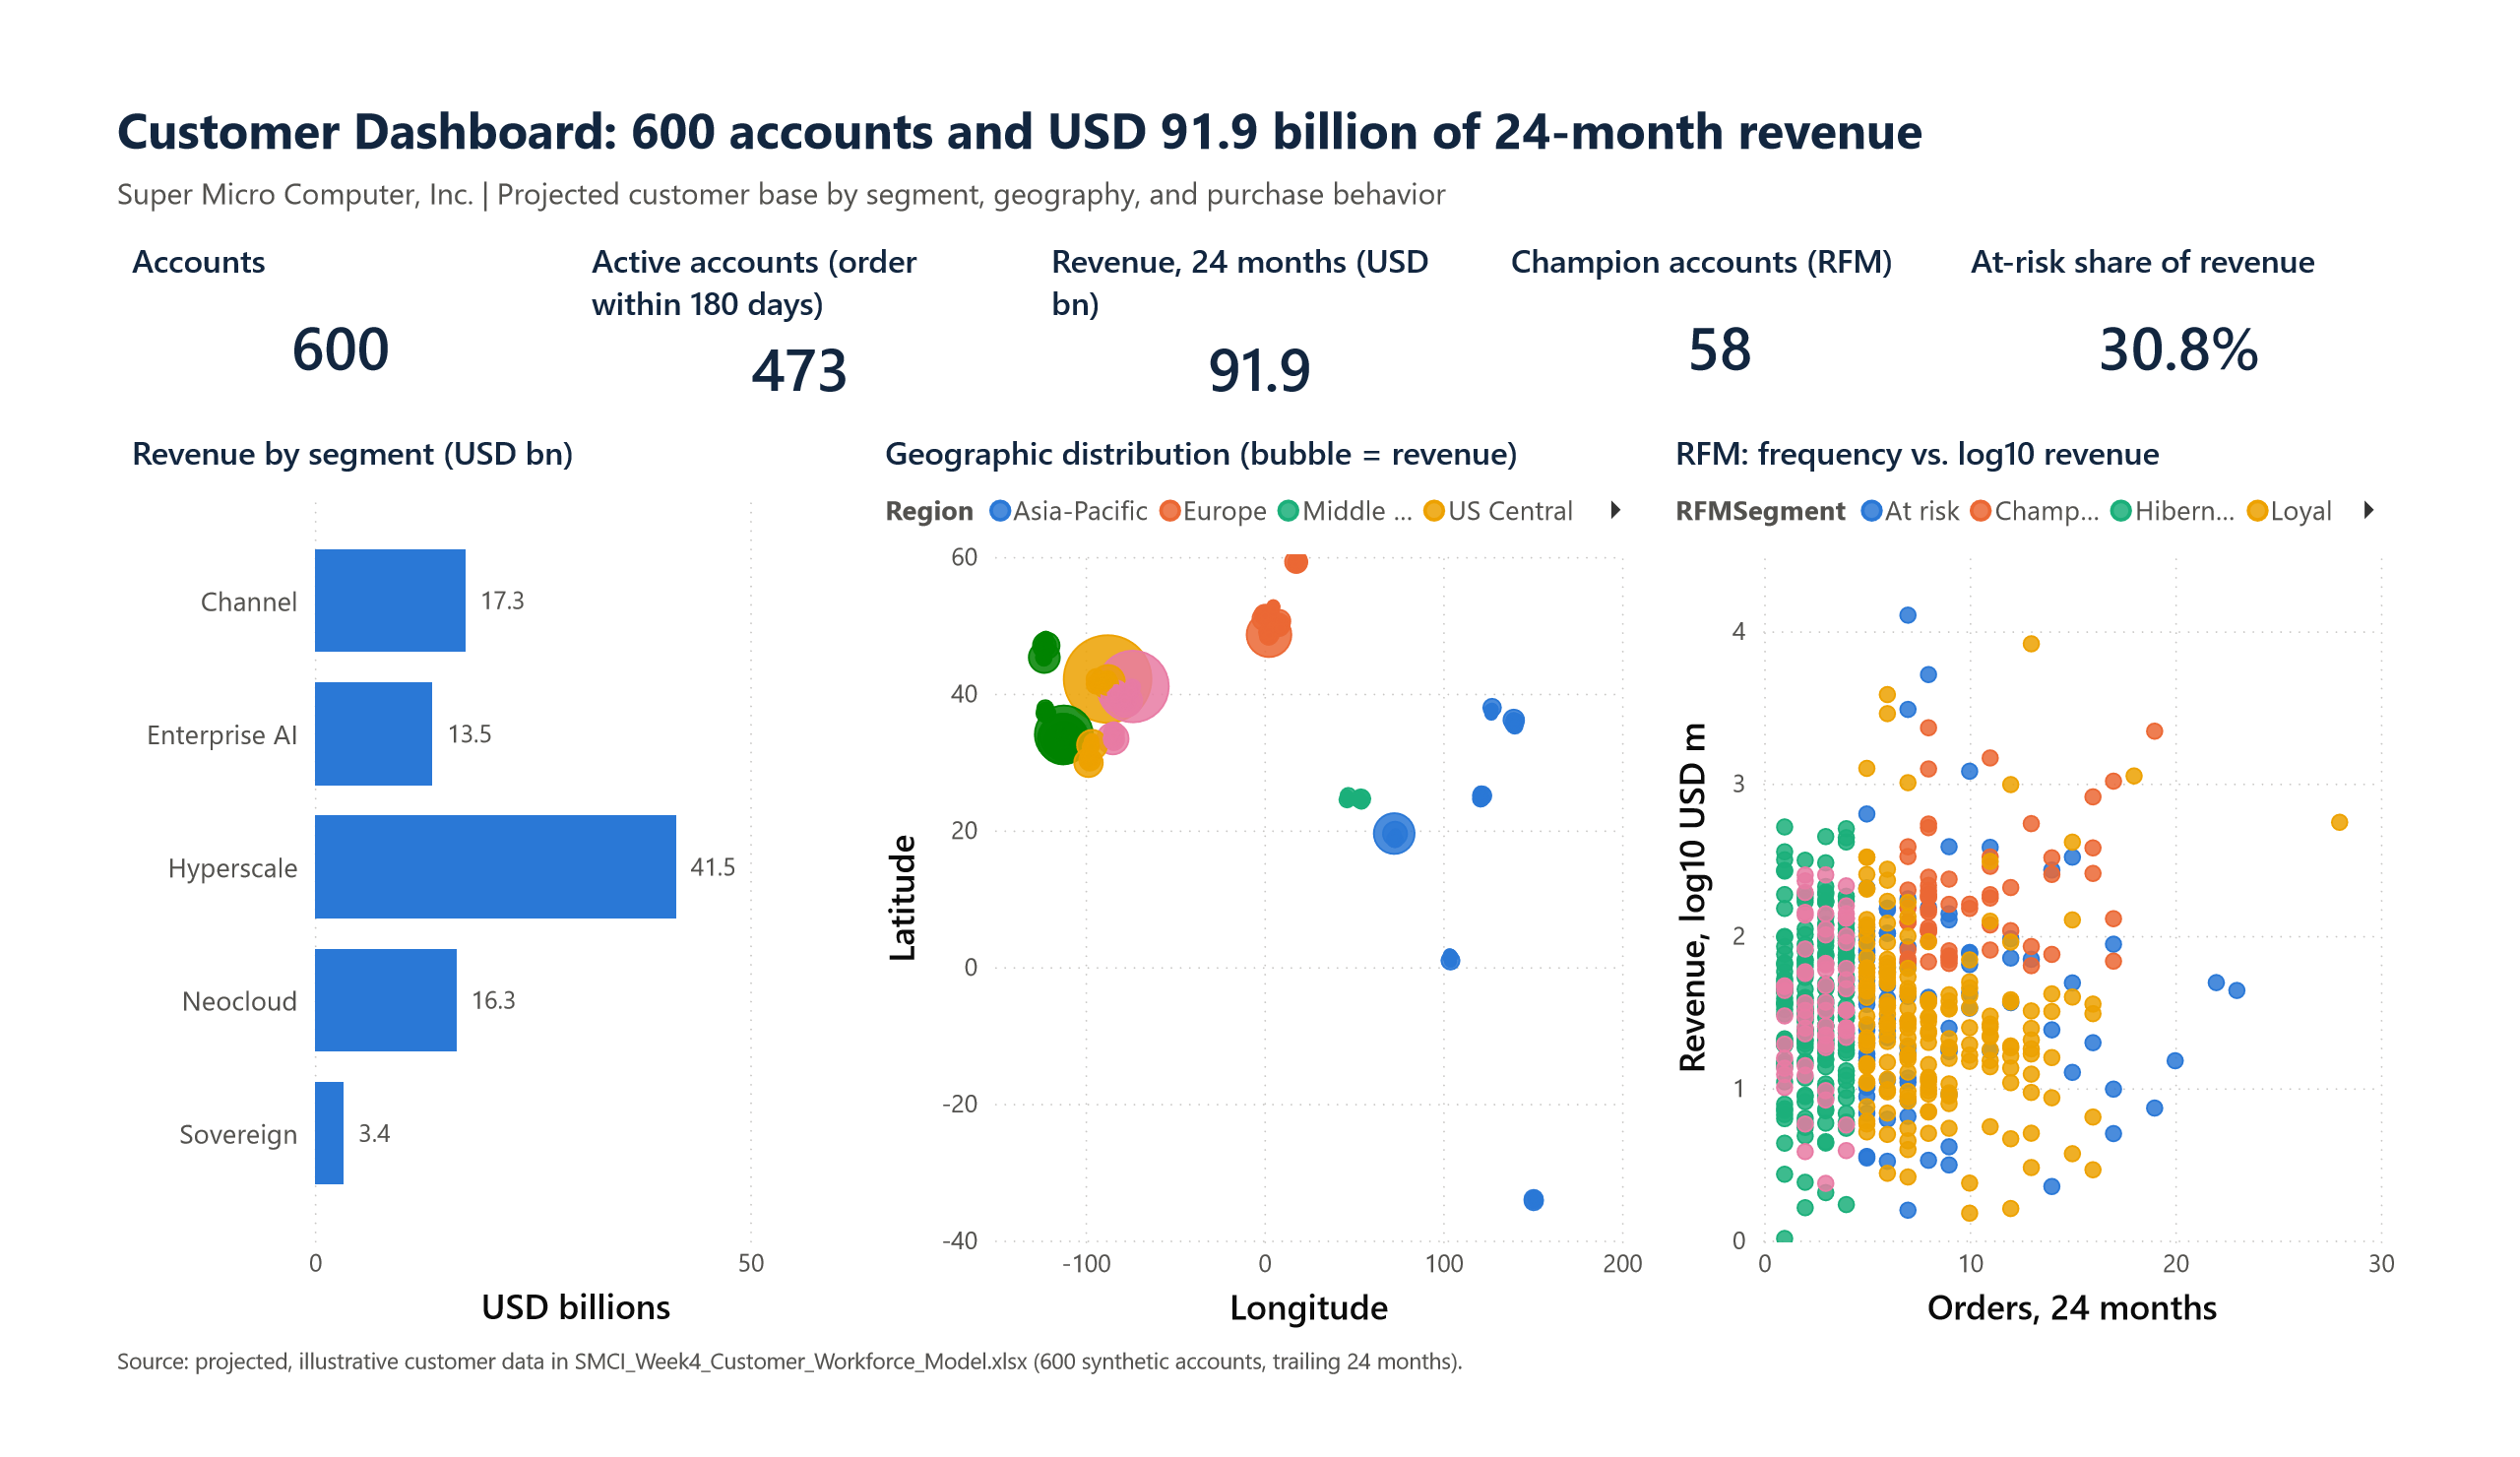 Customer Dashboard: 600 accounts and USD 91.9 billion of 24-month revenue
Super Micro Computer, Inc. | Projected customer base by segment, geography, and purchase behavior
Accounts
600
Active accounts (order
within 180 days)
473
Revenue, 24 months (USD
bn)
91.9
Champion accounts (RFM)
58
At-risk share of revenue
30.8%
Revenue by segment (USD bn)
Channel
17.3
Enterprise AI
13.5
Hyperscale
41.5
Neocloud
16.3
Sovereign
3.4
0
50
USD billions
Geographic distribution (bubble = revenue)
Region Asia-Pacific Europe Middle ... US Central
60
40
20
0
-20
-40
Latitude
-100
0
100
200
Longitude
RFM: frequency vs. log10 revenue
RFMSegment At risk Champ... Hibern... Loyal
4
3
2
1
0
Revenue, log10 USD m
0
10
20
30
Orders, 24 months
Source: projected, illustrative customer data in SMCI_Week4_Customer_Workforce_Model.xlsx (600 synthetic accounts, trailing 24 months).